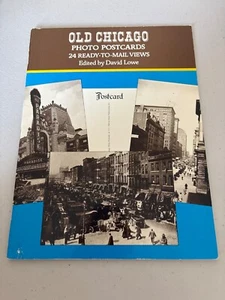 OLD CHICAGO
PHOTO POSTCARDS
24 READY-TO-MAIL VIEWS
Edited by David Lowe
Postcard